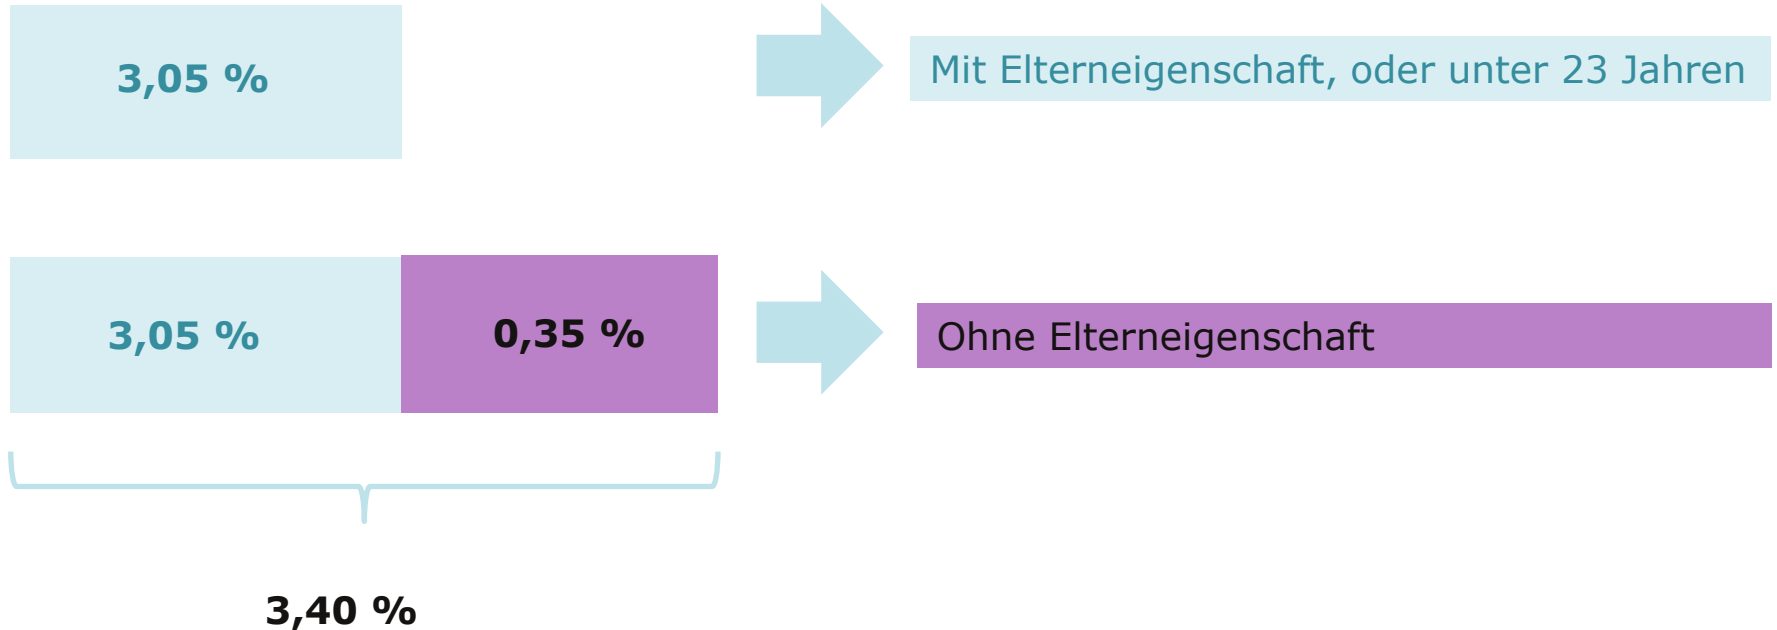 3,05 %
Mit Elterneigenschaft, oder unter 23 Jahren
3,05 %
0,35 %
Ohne Elterneigenschaft
3,40 %